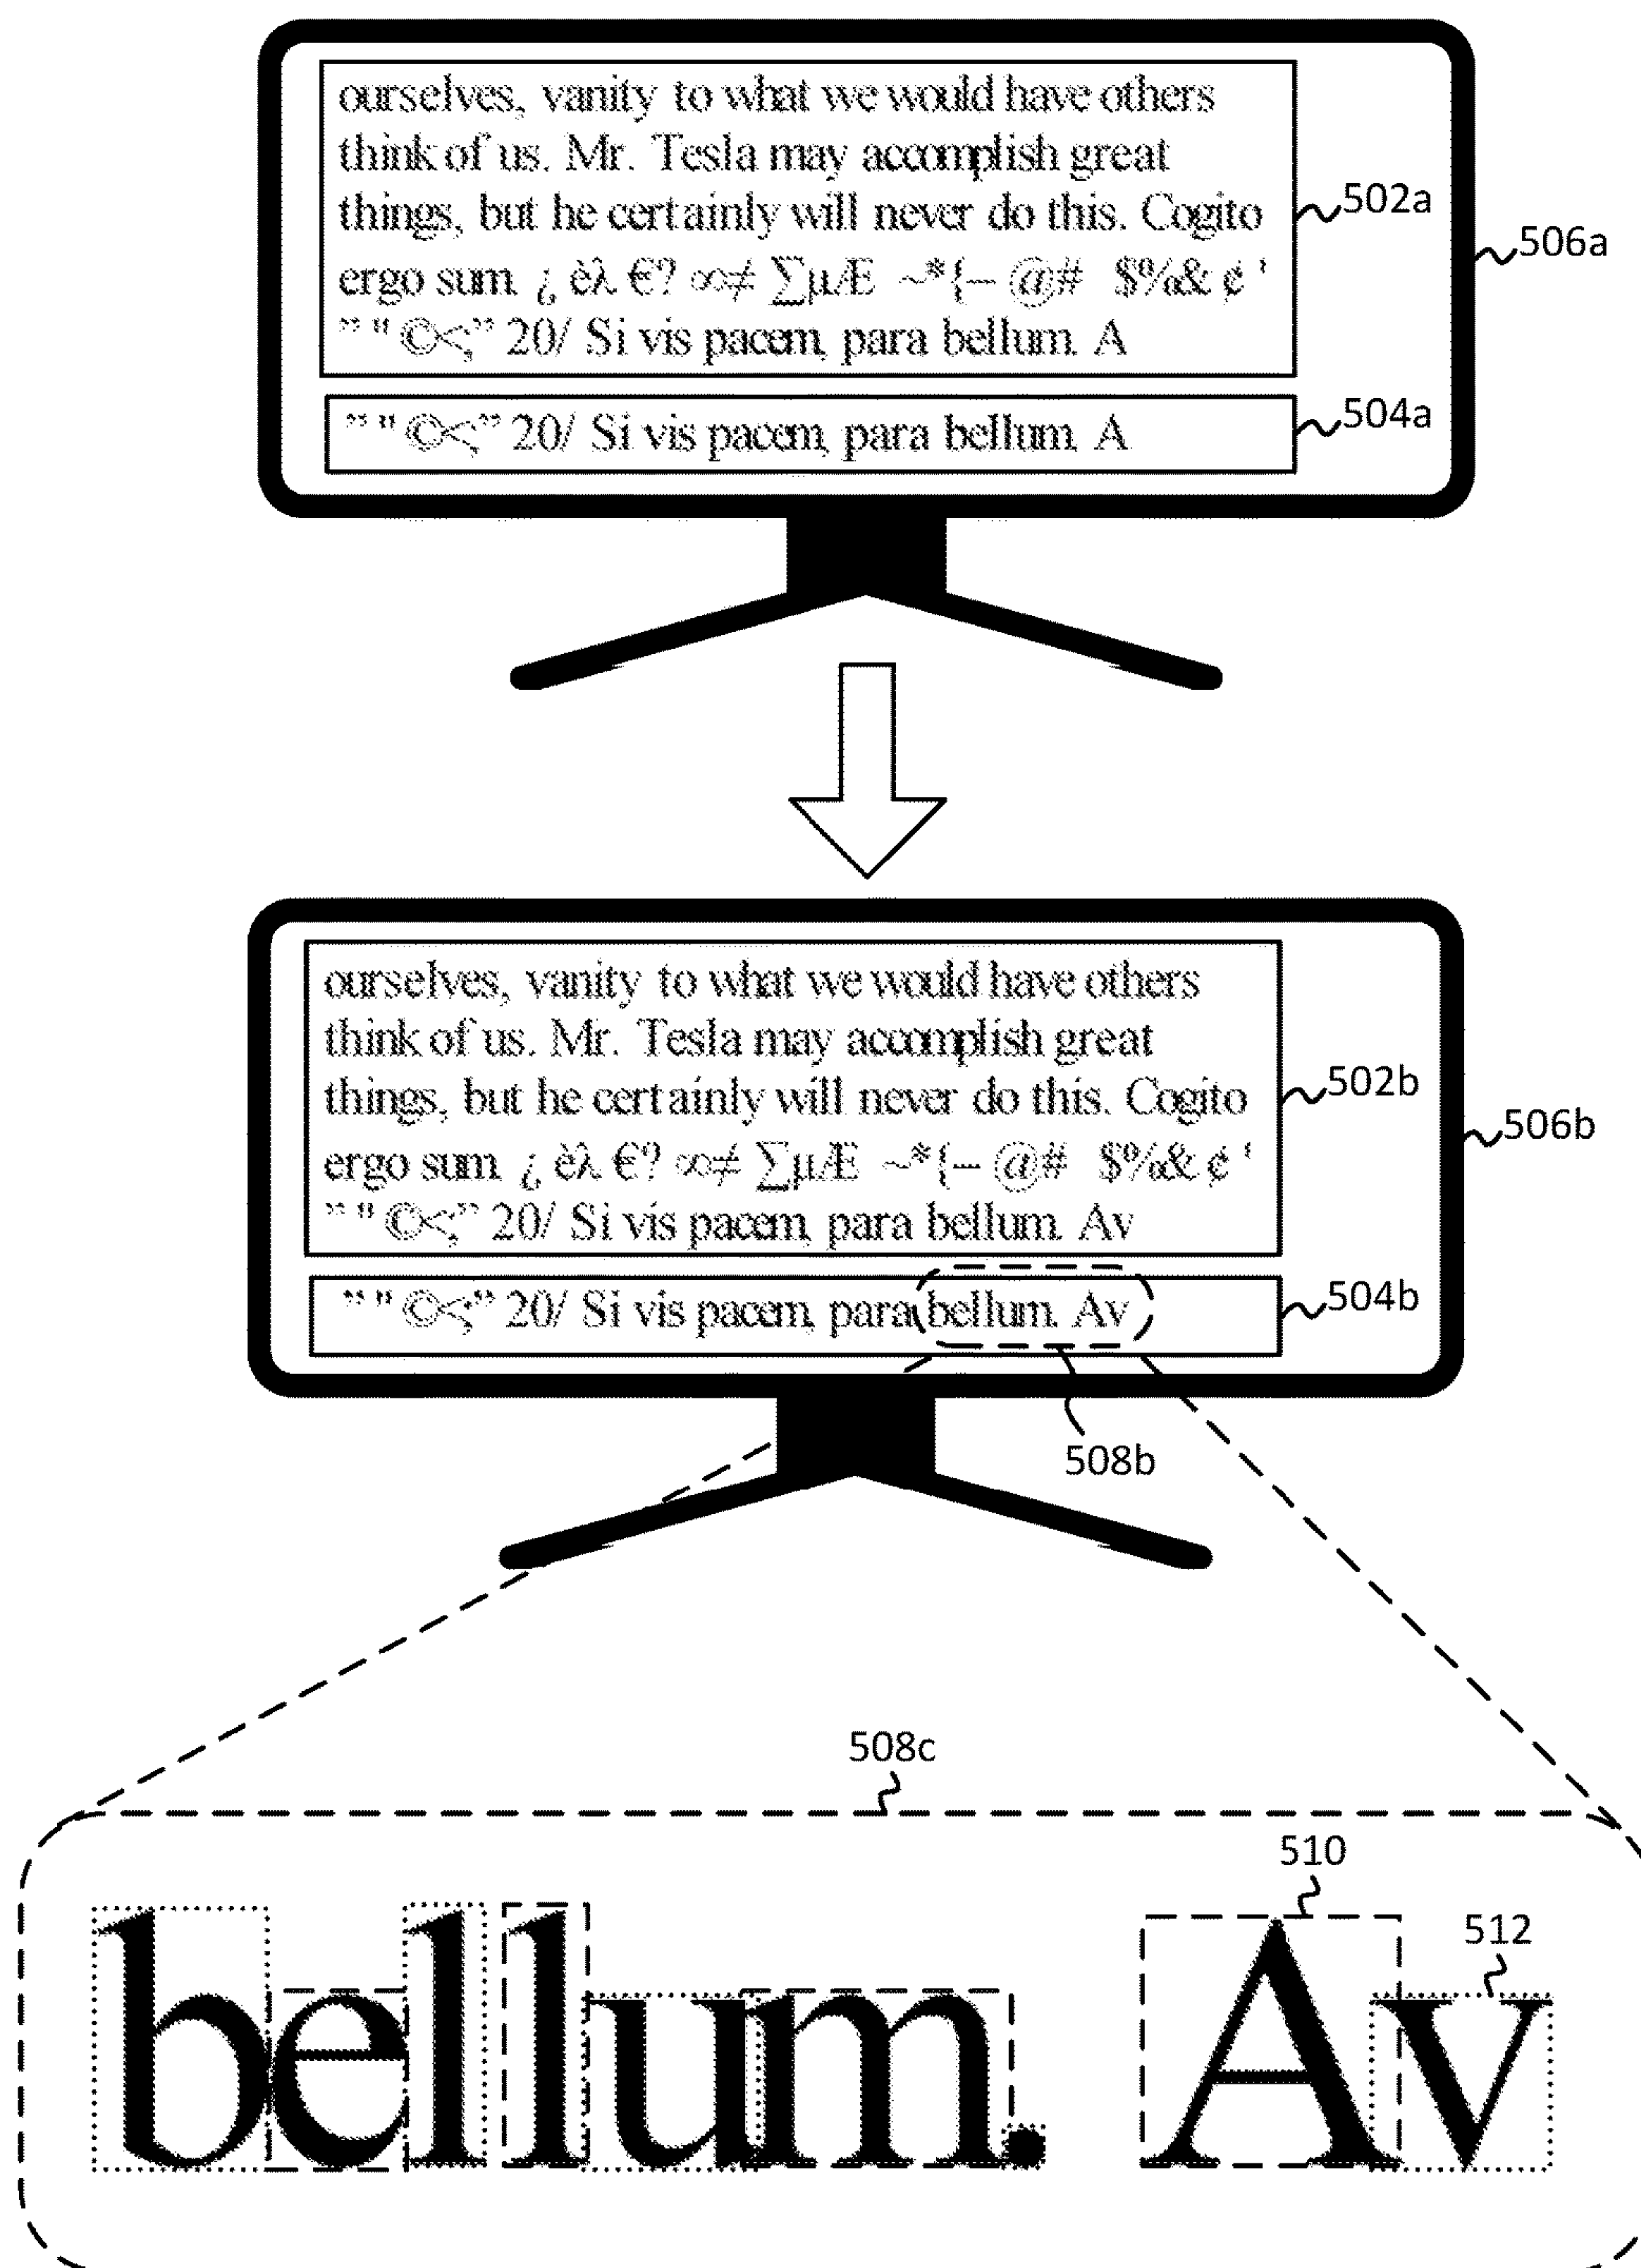 ourselves, vanity to what we would have others
think of us. Mr. Tesla may accomplish great
things, but he certainly will never do this. Cogito
ergo sum. ¿ èλ €? ∞≠ ∑µÆ ~*{– @# $%& ¢ '
” " ©<;” 20/ Si vis pacem, para bellum. A
502a
506a
” " ©<;” 20/ Si vis pacem, para bellum. A
504a
ourselves, vanity to what we would have others
think of us. Mr. Tesla may accomplish great
things, but he certainly will never do this. Cogito
ergo sum. ¿ èλ €? ∞≠ ∑µÆ ~*{– @# $%& ¢ '
” " ©<;” 20/ Si vis pacem, para bellum. Av
502b
506b
” " ©<;” 20/ Si vis pacem, para bellum. Av
504b
508b
508c
510
512
bellum. Av